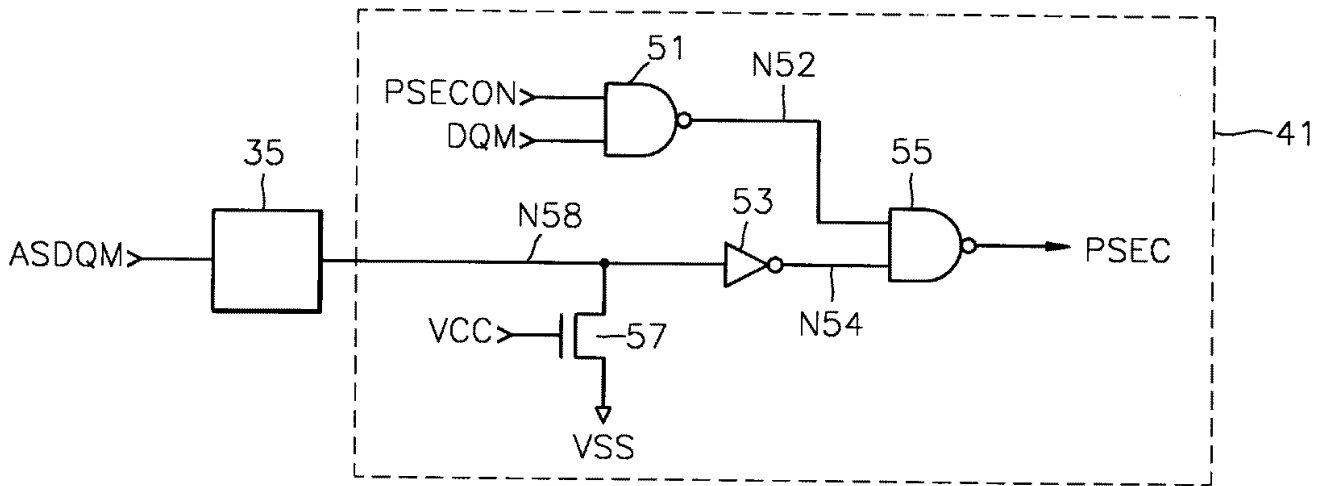 51
N52
PSECON
DQM
41
35
55
N58
53
ASDQM
PSEC
N54
VCC
57
VSS